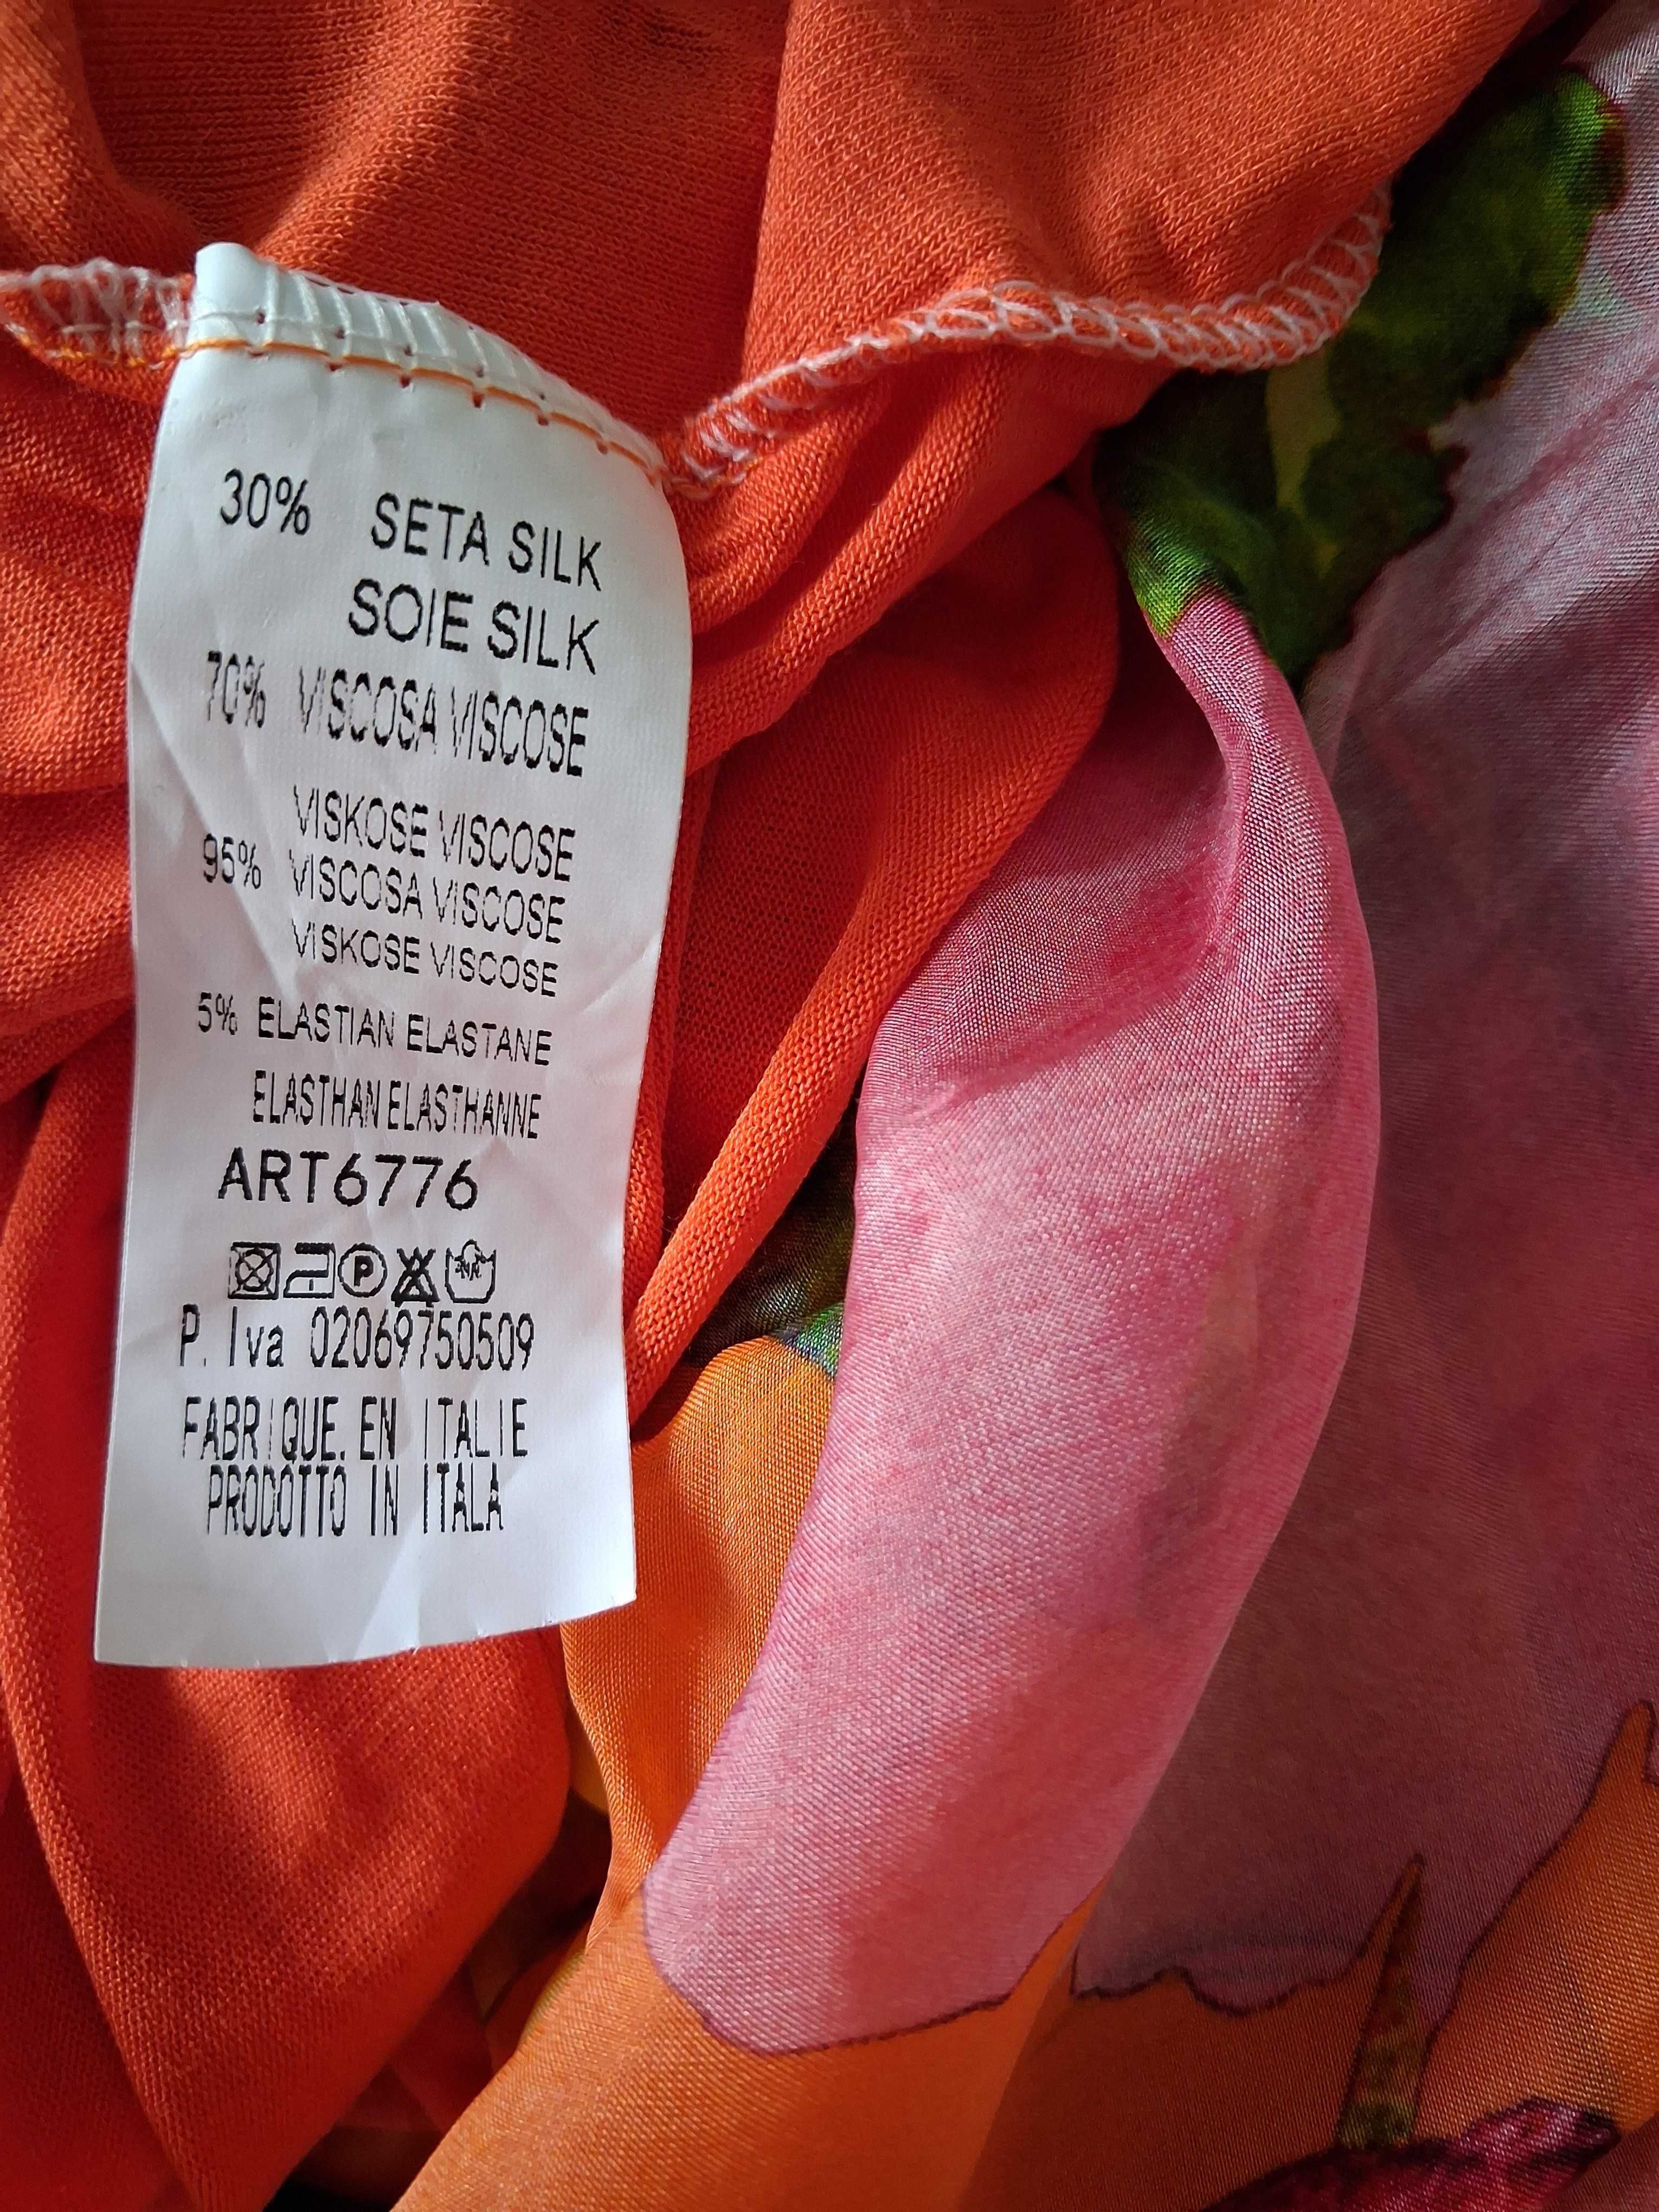 30% SETA SILK
SOIE SILK
70% VISCOSA VISCOSE
VISKOSE VISCOSE
95% VISCOSA VISCOSE
VISKOSE VISCOSE
5% ELASTIAN ELASTANE
ELASTHAN ELASTHANNE
ART6776
P
P. Iva 02069750509
FABRIQUE. EN ITALIE
PRODOTTO IN ITALA